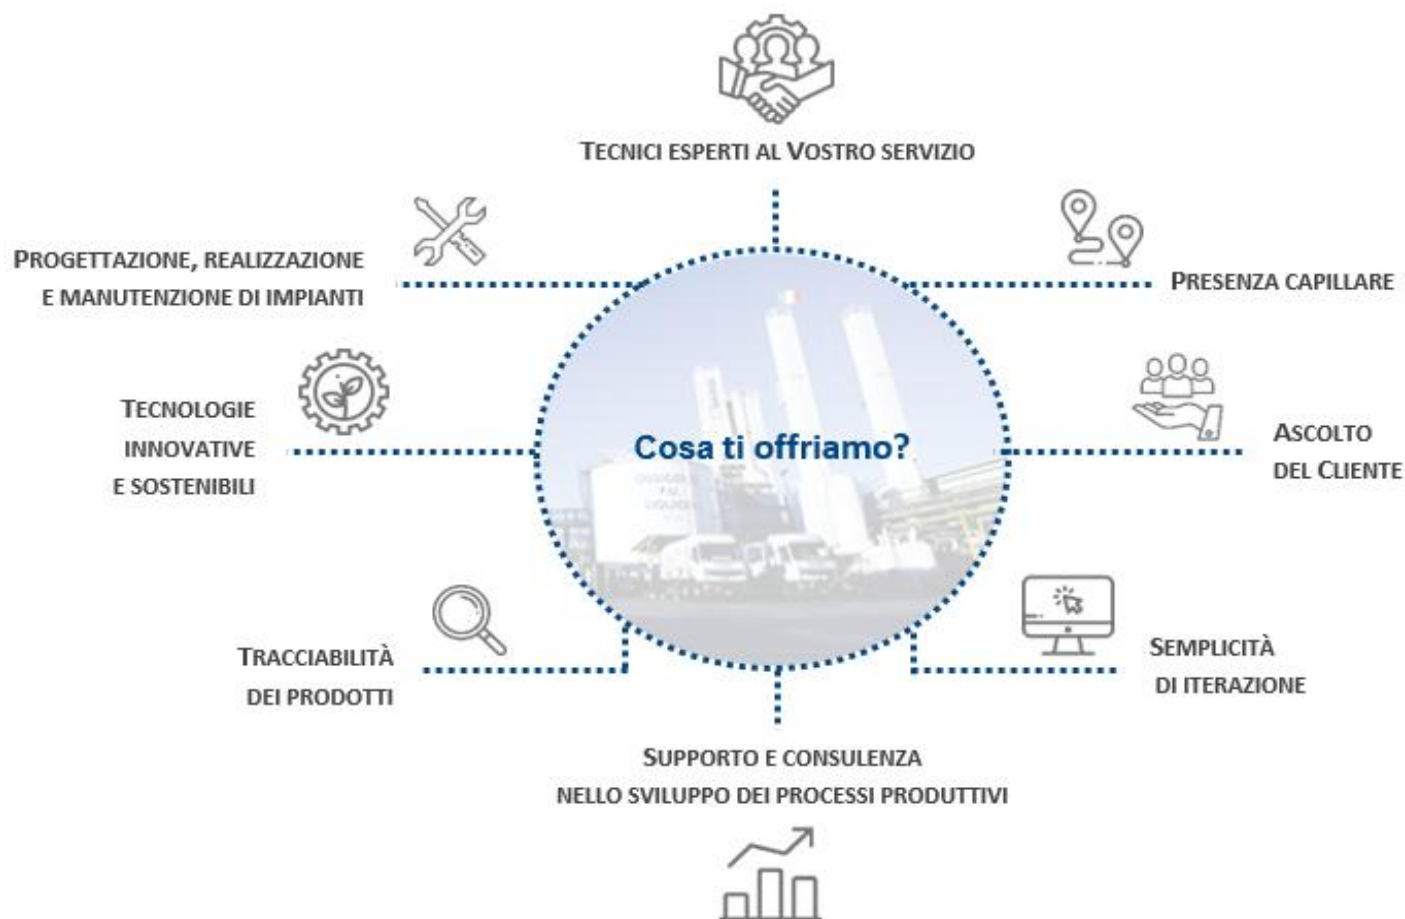 Tecnici esperti al Vostro servizio
Progettazione, realizzazione
e manutenzione di impianti
Presenza capillare
Tecnologie
innovative
e sostenibili
Cosa ti offriamo?
Ascolto
del Cliente
Tracciabilità
dei prodotti
Semplicità
di iterazione
Supporto e consulenza
nello sviluppo dei processi produttivi